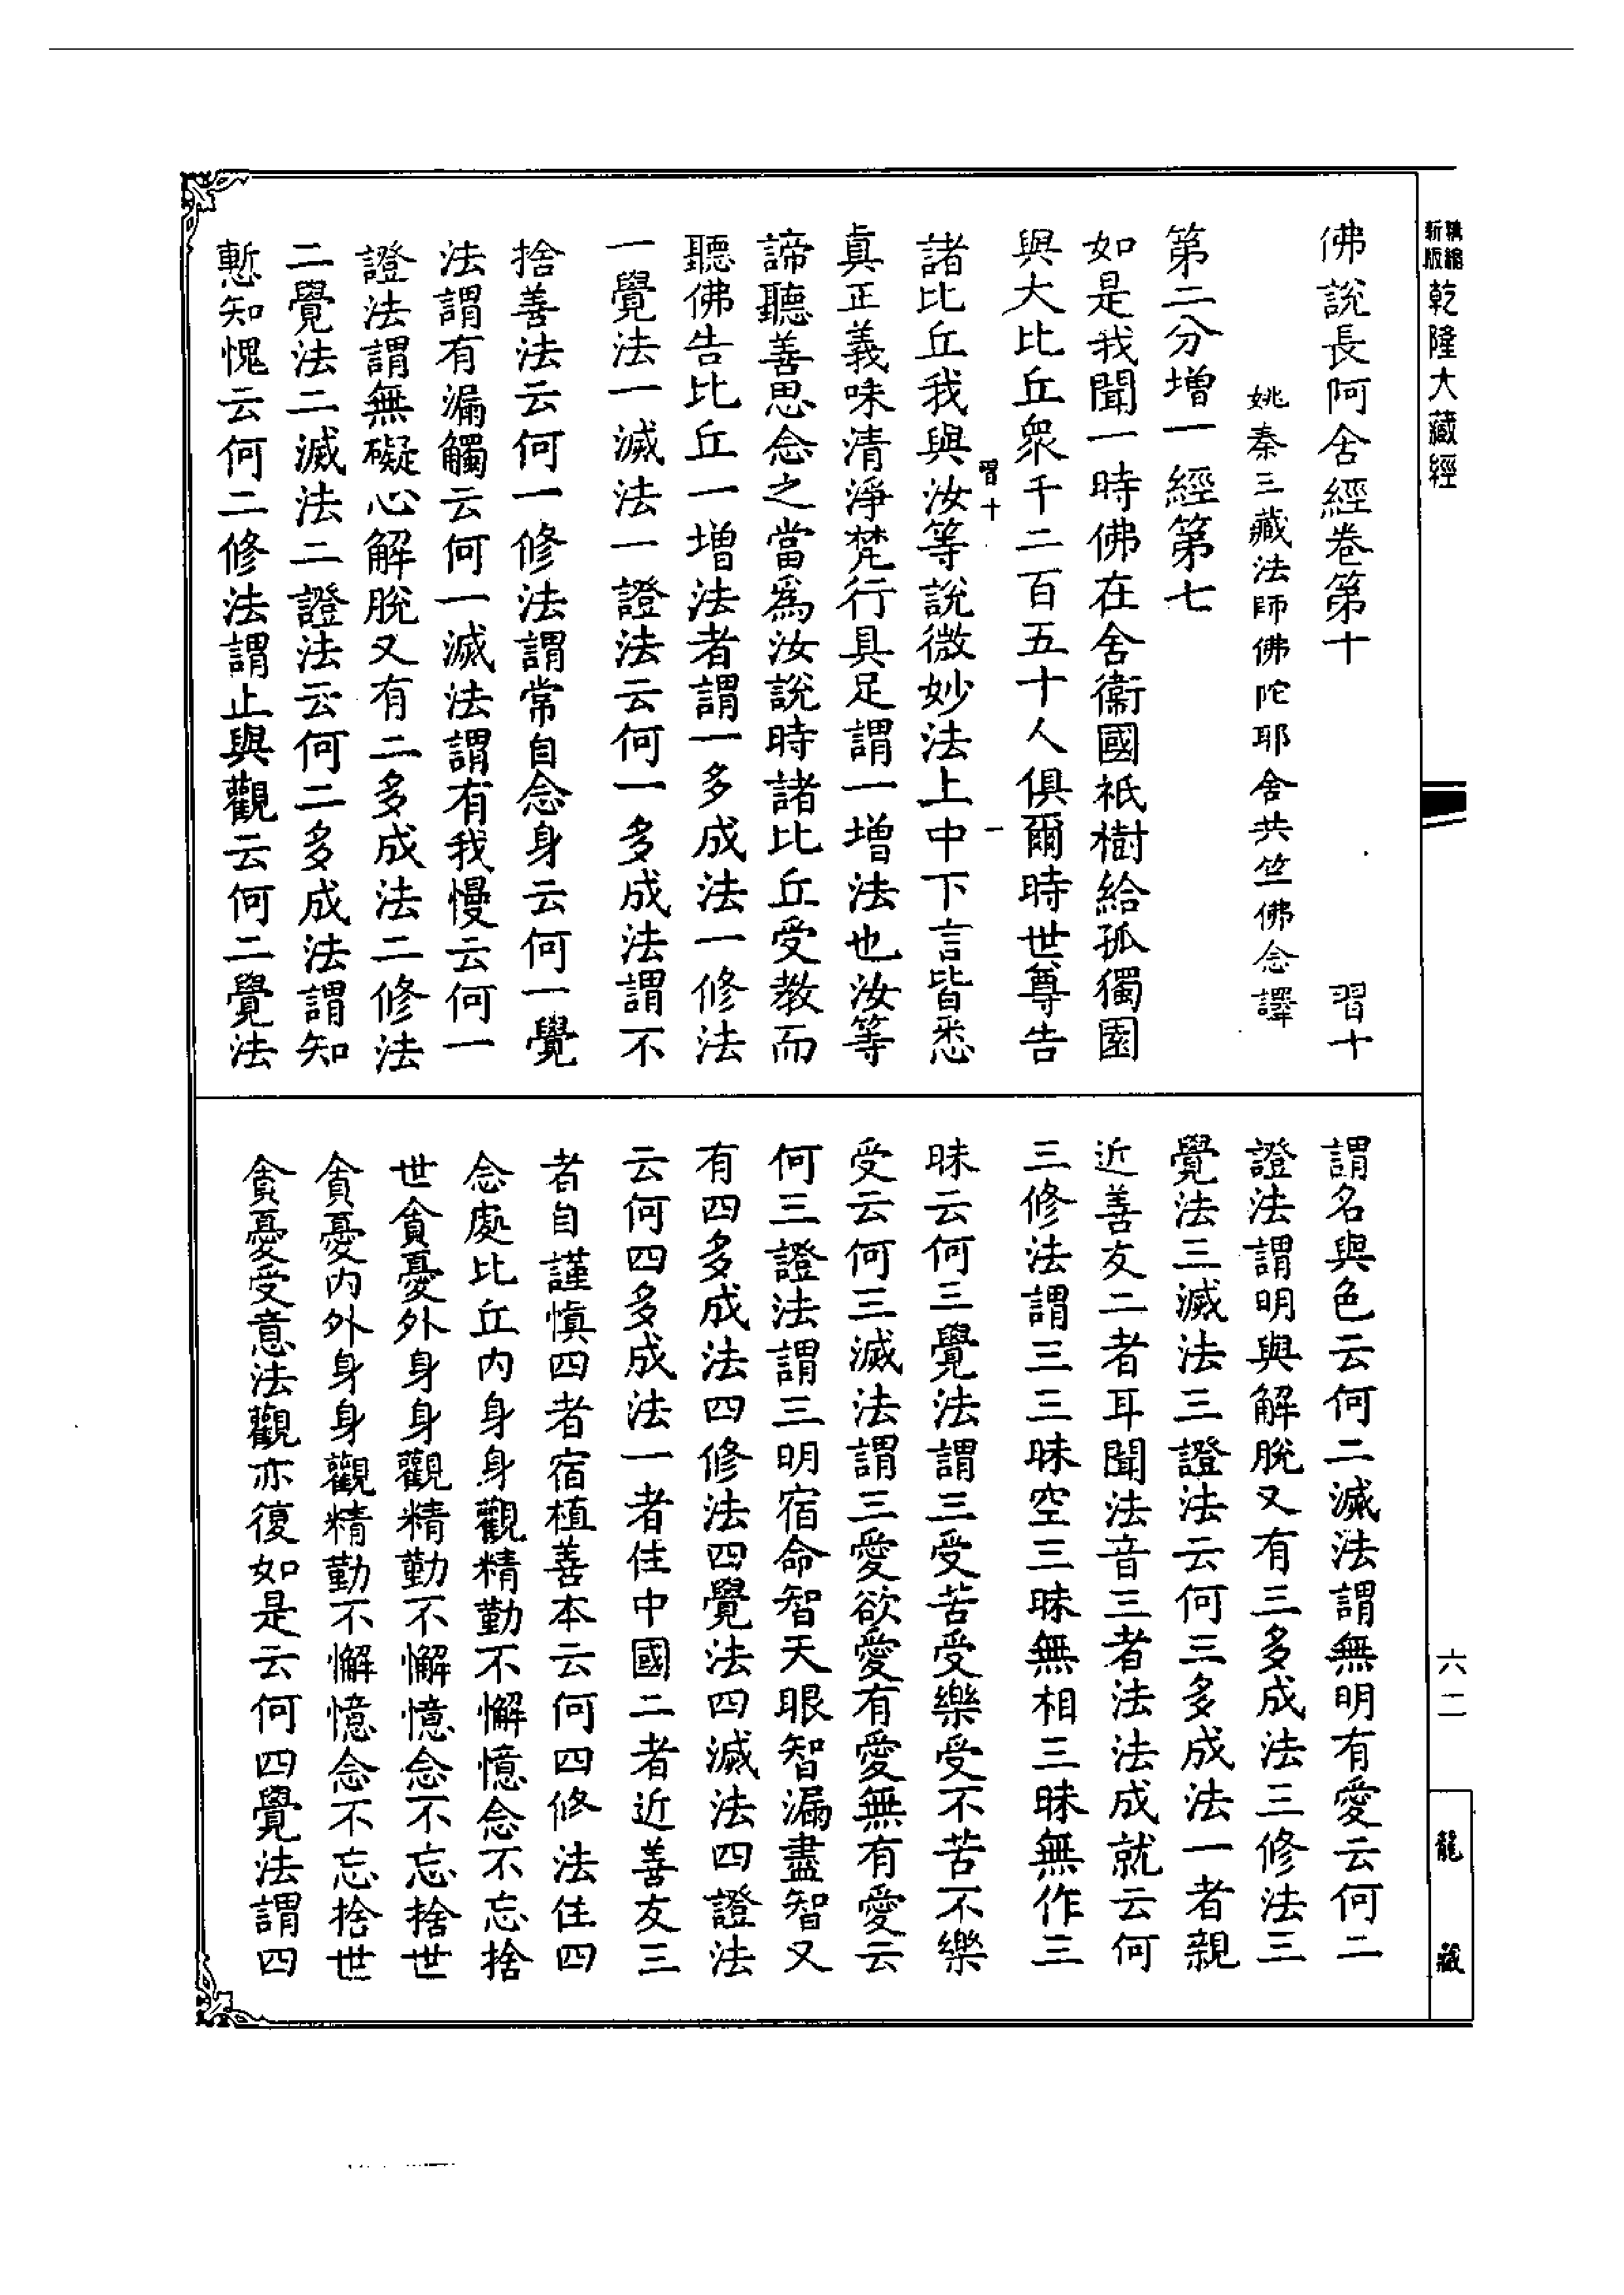 精縮新版乾隆大藏經
佛說長阿含經卷第十 習十
姚秦三藏法師佛陀耶舍共竺佛念譯
第二分增一經第七
如是我聞一時佛在舍衞國祇樹給孤獨園
與大比丘衆千二百五十人俱爾時世尊告
習十 一
諸比丘我與汝等說微妙法上中下言皆悉
真正義味清淨梵行具足謂一增法也汝等
諦聽善思念之當爲汝說時諸比丘受教而
聽佛告比丘一增法者謂一多成法一修法
一覺法一滅法一證法云何一多成法謂不
捨善法云何一修法謂常自念身云何一覺
法謂有漏觸云何一滅法謂有我慢云何一
證法謂無礙心解脫又有二多成法二修法
二覺法二滅法二證法云何二多成法謂知
慙知愧云何二修法謂止與觀云何二覺法
謂名與色云何二滅法謂無明有愛云何二
證法謂明與解脫又有三多成法三修法三
覺法三滅法三證法云何三多成法一者親
近善友二者耳聞法音三者法法成就云何
三修法謂三三昧空三昧無相三昧無作三
昧云何三覺法謂三受苦受樂受不苦不樂
受云何三滅法謂三愛欲愛有愛無有愛云
何三證法謂三明宿命智天眼智漏盡智又
有四多成法四修法四覺法四滅法四證法
云何四多成法一者住中國二者近善友三
者自謹慎四者宿植善本云何四修法住四
念處比丘內身身觀精勤不懈憶念不忘捨
世貪憂外身身觀精勤不懈憶念不忘捨世
貪憂內外身身觀精勤不懈憶念不忘捨世
貪憂受意法觀亦復如是云何四覺法謂四
六二
龍藏